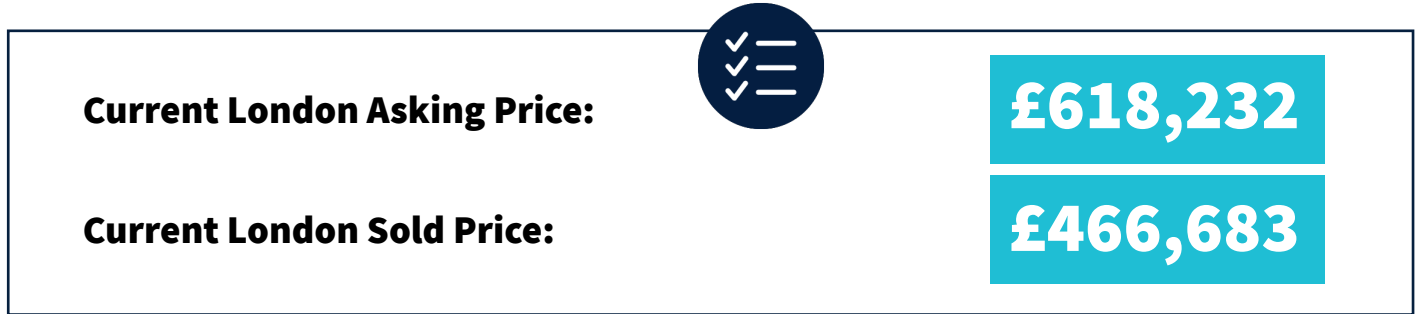 Current London Asking Price: £618,232
Current London Sold Price: £466,683